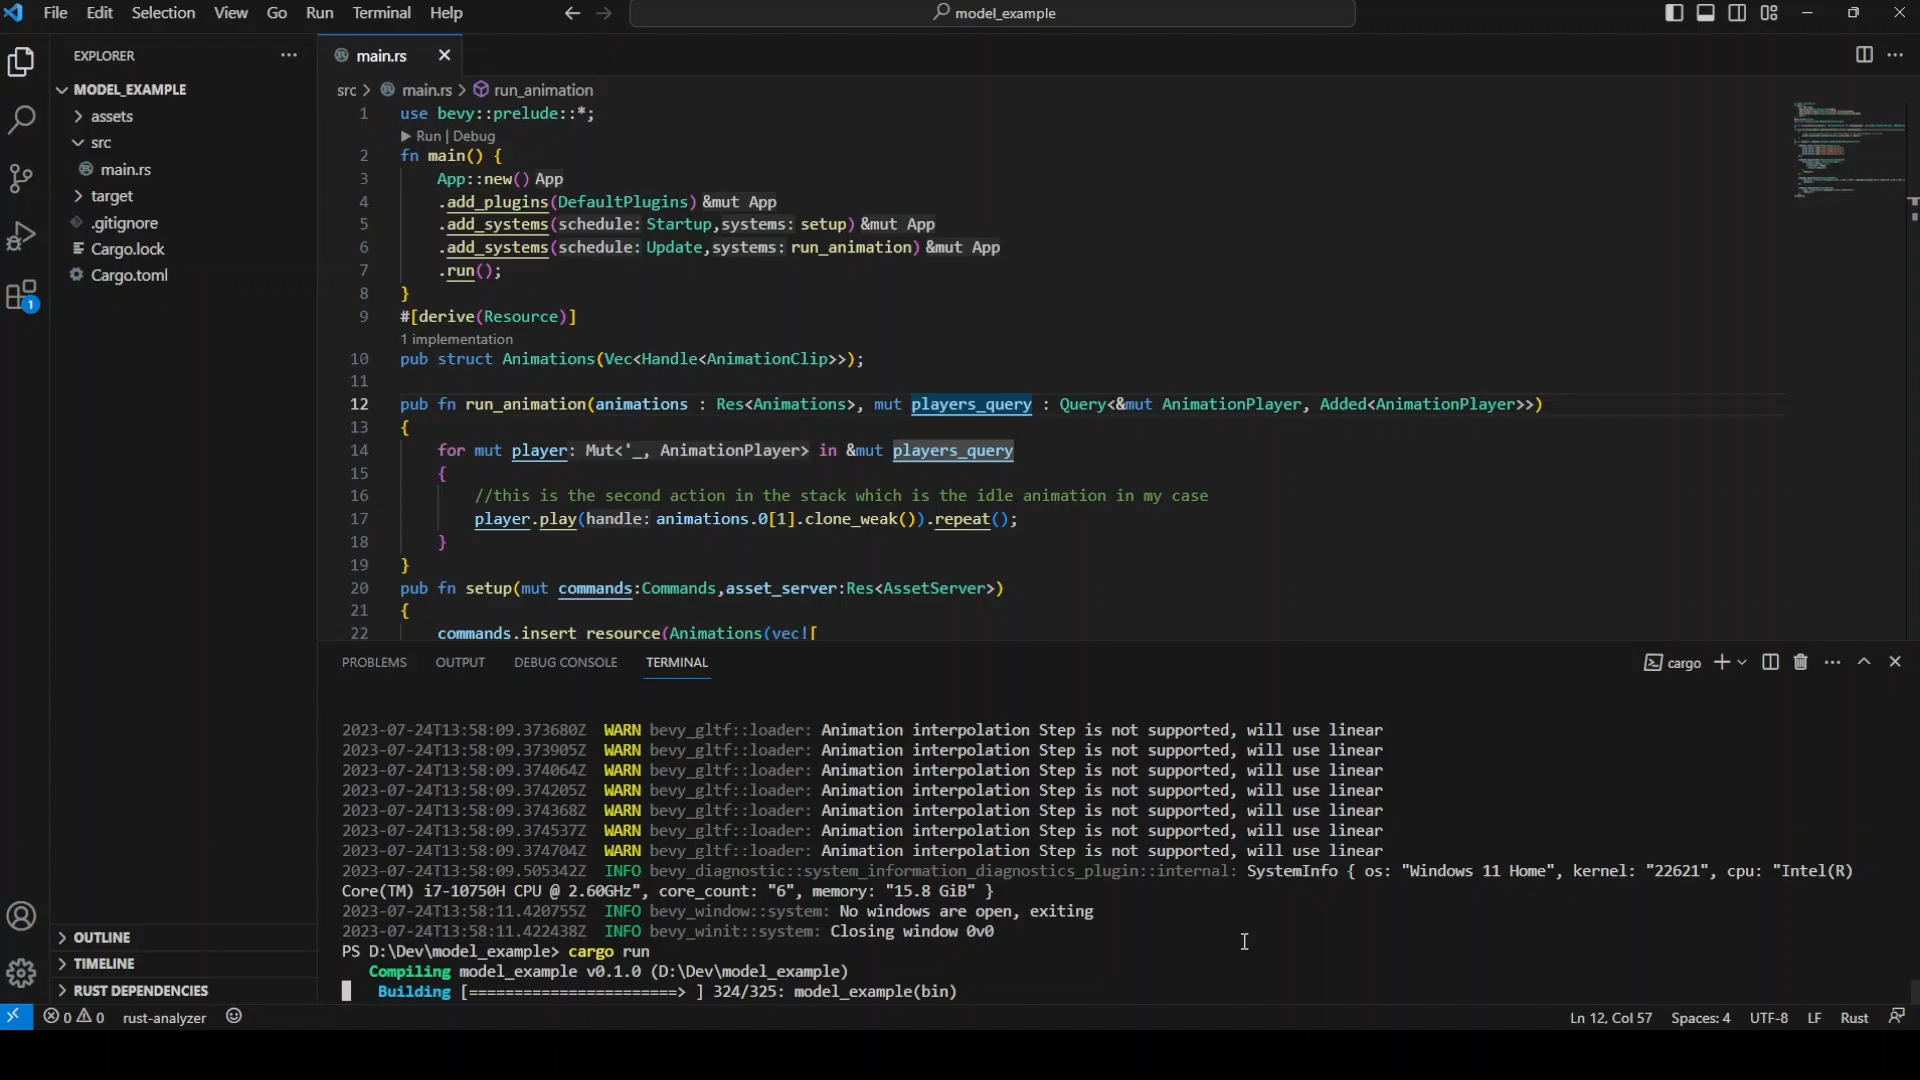 File Edit Selection View Go Run Terminal Help
model_example
EXPLORER
MODEL_EXAMPLE
assets
src
main.rs
target
.gitignore
Cargo.lock
Cargo.toml
1
OUTLINE
TIMELINE
RUST DEPENDENCIES
main.rs
src > main.rs > run_animation
1 use bevy::prelude::*;
Run | Debug
2 fn main() {
3 App::new() App
4 .add_plugins(DefaultPlugins) &mut App
5 .add_systems(schedule: Startup,systems: setup) &mut App
6 .add_systems(schedule: Update,systems: run_animation) &mut App
7 .run();
8 }
9 #[derive(Resource)]
1 implementation
10 pub struct Animations(Vec<Handle<AnimationClip>>);
11
12 pub fn run_animation(animations : Res<Animations>, mut players_query : Query<&mut AnimationPlayer, Added<AnimationPlayer>>)
13 {
14 for mut player: Mut<'_, AnimationPlayer> in &mut players_query
15 {
16 //this is the second action in the stack which is the idle animation in my case
17 player.play(handle: animations.0[1].clone_weak()).repeat();
18 }
19 }
20 pub fn setup(mut commands:Commands,asset_server:Res<AssetServer>)
21 {
22 commands.insert_resource(Animations(vec![
PROBLEMS OUTPUT DEBUG CONSOLE TERMINAL
cargo
2023-07-24T13:58:09.373680Z WARN bevy_gltf::loader: Animation interpolation Step is not supported, will use linear
2023-07-24T13:58:09.373905Z WARN bevy_gltf::loader: Animation interpolation Step is not supported, will use linear
2023-07-24T13:58:09.374064Z WARN bevy_gltf::loader: Animation interpolation Step is not supported, will use linear
2023-07-24T13:58:09.374205Z WARN bevy_gltf::loader: Animation interpolation Step is not supported, will use linear
2023-07-24T13:58:09.374368Z WARN bevy_gltf::loader: Animation interpolation Step is not supported, will use linear
2023-07-24T13:58:09.374537Z WARN bevy_gltf::loader: Animation interpolation Step is not supported, will use linear
2023-07-24T13:58:09.374704Z WARN bevy_gltf::loader: Animation interpolation Step is not supported, will use linear
2023-07-24T13:58:09.505342Z INFO bevy_diagnostic::system_information_diagnostics_plugin::internal: SystemInfo { os: "Windows 11 Home", kernel: "22621", cpu: "Intel(R)
Core(TM) i7-10750H CPU @ 2.60GHz", core_count: "6", memory: "15.8 GiB" }
2023-07-24T13:58:11.420755Z INFO bevy_window::system: No windows are open, exiting
2023-07-24T13:58:11.422438Z INFO bevy_winit::system: Closing window 0v0
PS D:\Dev\model_example> cargo run
Compiling model_example v0.1.0 (D:\Dev\model_example)
Building [=======================> ] 324/325: model_example(bin)
0 0 rust-analyzer
Ln 12, Col 57 Spaces: 4 UTF-8 LF Rust